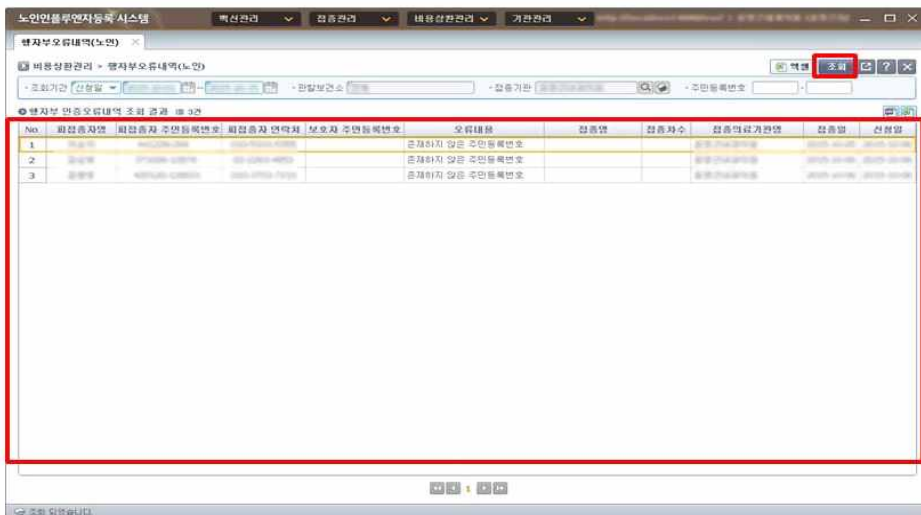 노인인플루엔자등록 시스템 백신관리 접종관리 비용상환관리 기관관리
행자부오류내역(노인)
비용상환관리 > 행자부오류내역(노인) 엑셀 조회
조회기간 신청일 관할보건소 접종기관 주민등록번호
행자부 인증오류내역 조회 결과 3건
No. 피접종자명 피접종자 주민등록번호 피접종자 연락처 보호자 주민등록번호 오류내용 접종명 접종차수 접종의료기관명 접종일 신청일
1 존재하지 않은 주민등록번호
2 존재하지 않은 주민등록번호
3 존재하지 않은 주민등록번호
1
조회 되었습니다.